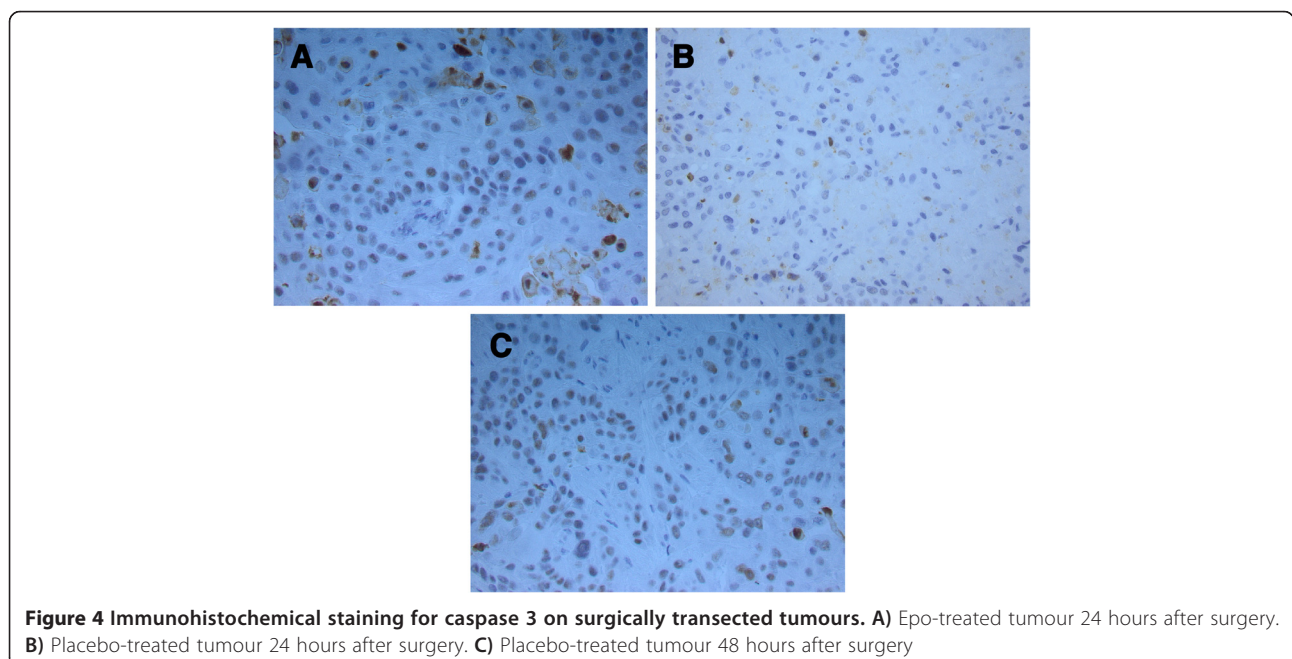 A
B
C
Figure 4 Immunohistochemical staining for caspase 3 on surgically transected tumours. A) Epo-treated tumour 24 hours after surgery.
B) Placebo-treated tumour 24 hours after surgery. C) Placebo-treated tumour 48 hours after surgery